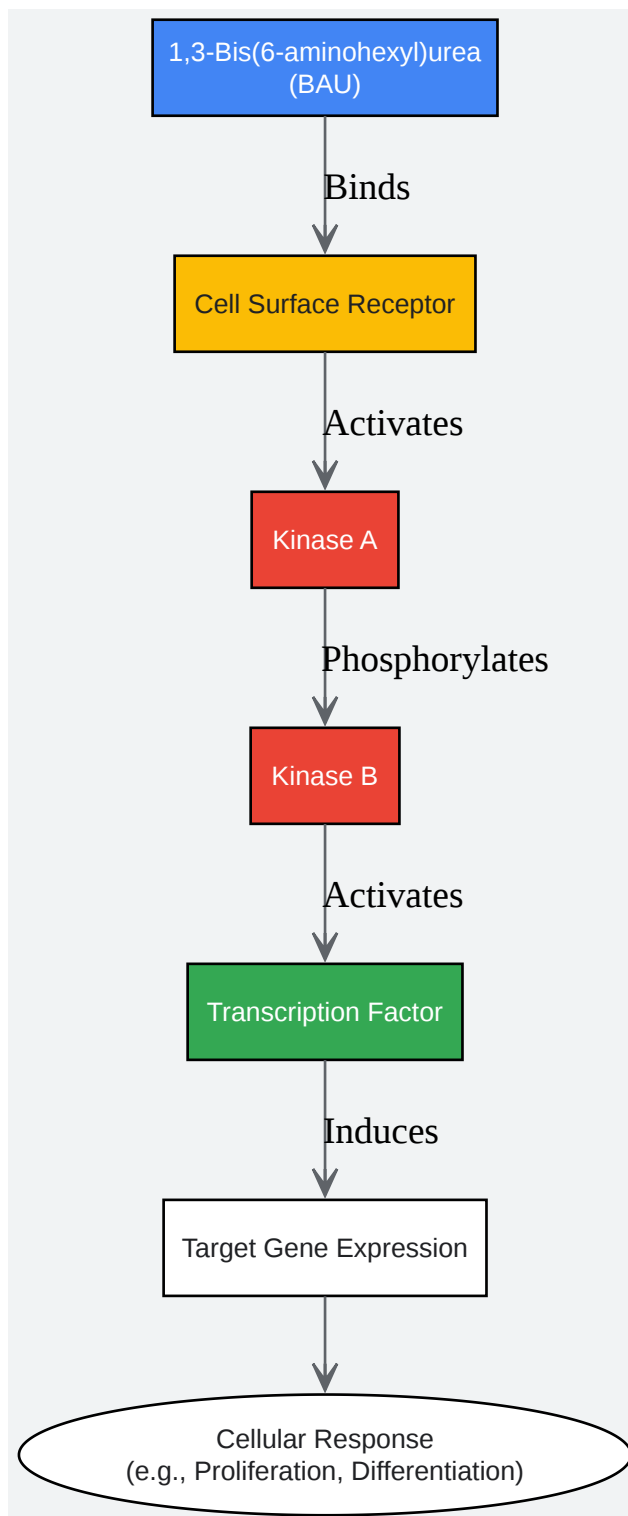 1,3-Bis(6-aminohexyl)urea
(BAU)
Binds
Cell Surface Receptor
Activates
Kinase A
Phosphorylates
Kinase B
Activates
Transcription Factor
Induces
Target Gene Expression
Cellular Response
(e.g., Proliferation, Differentiation)